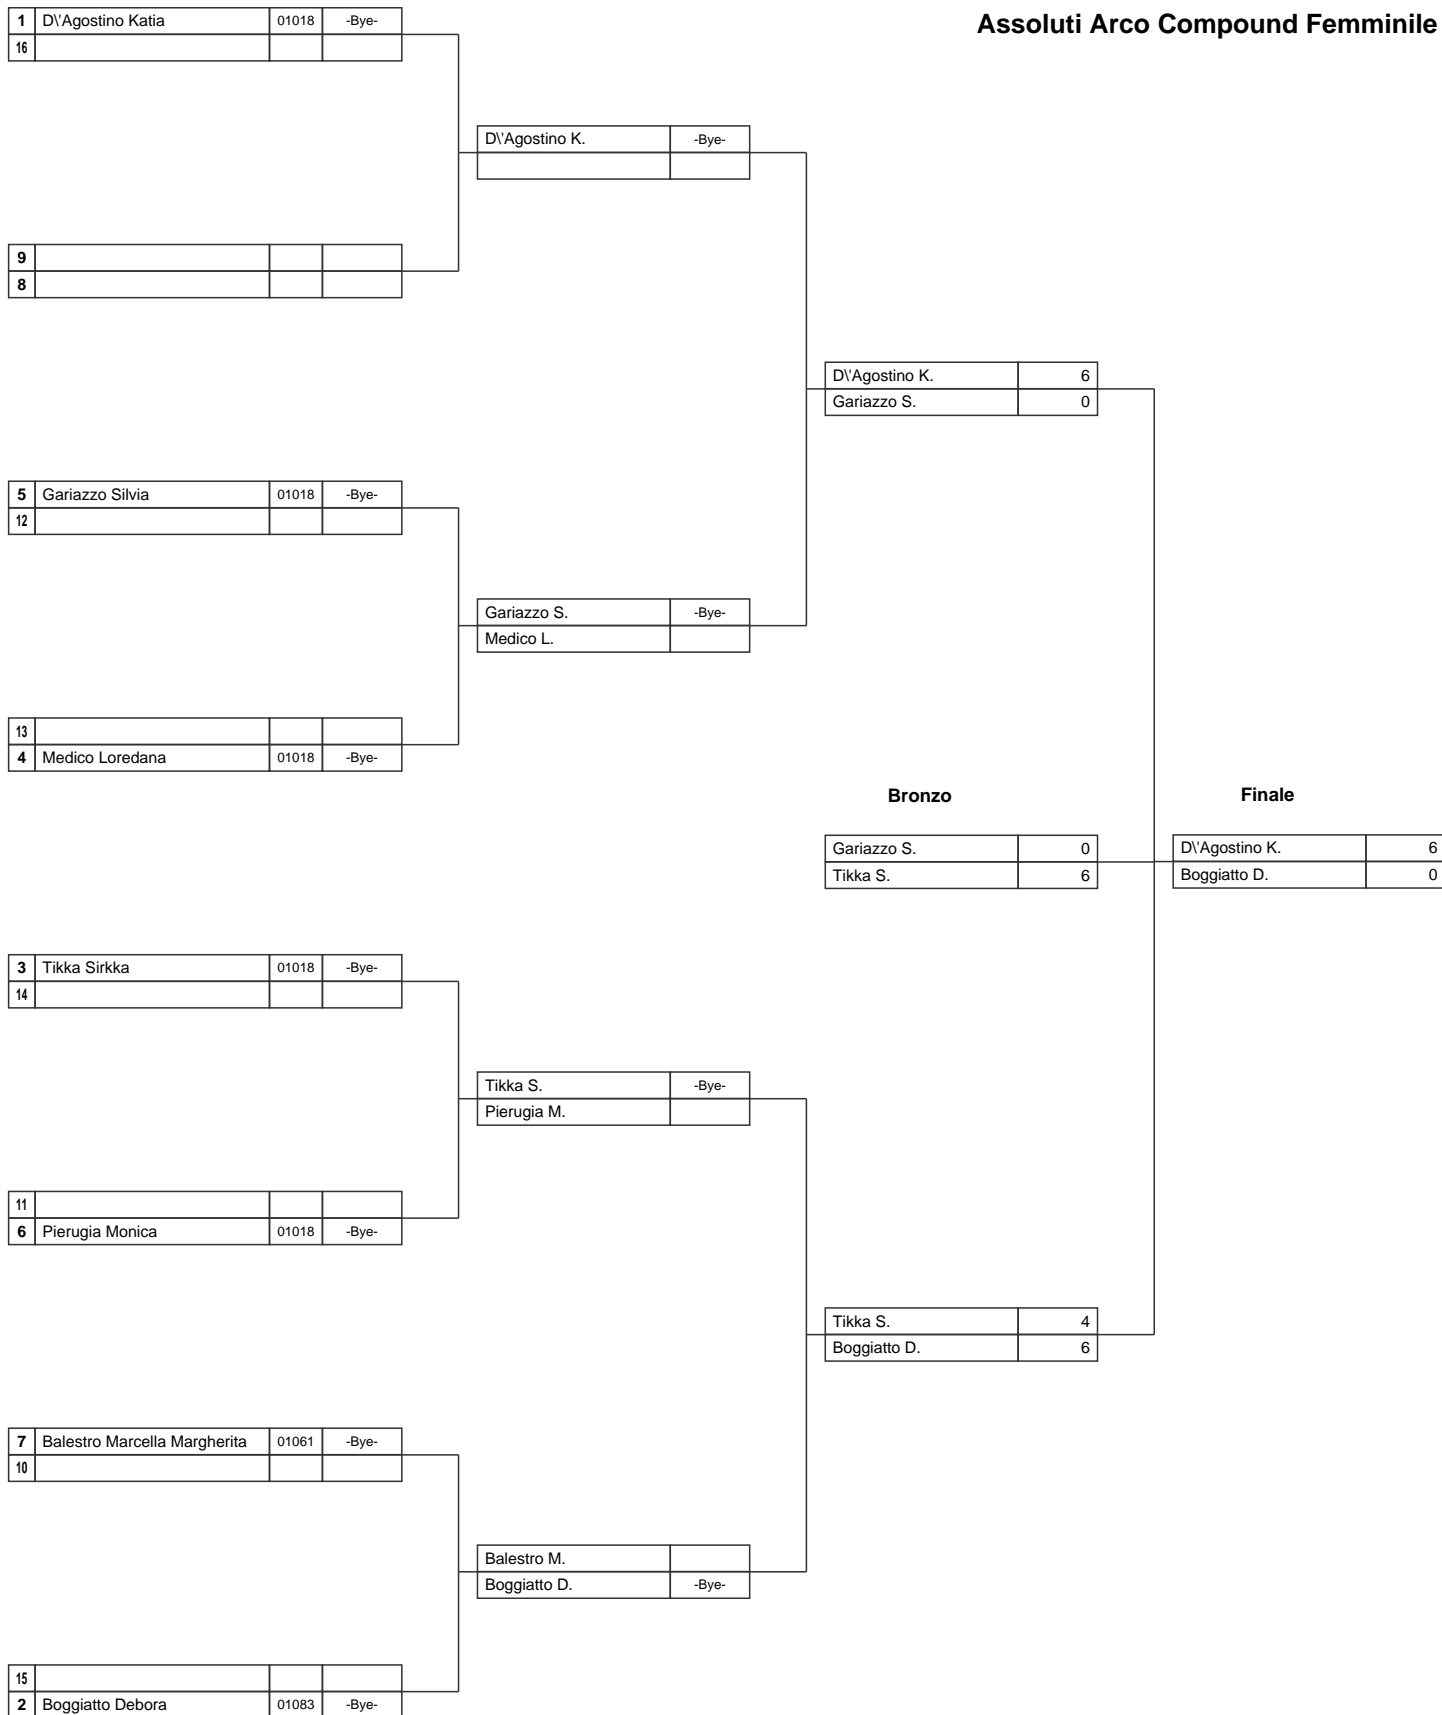 Assoluti Arco Compound Femminile
1 D\'Agostino Katia 01018 -Bye-
16
D\'Agostino K. -Bye-
9
8
D\'Agostino K. 6
Gariazzo S. 0
5 Gariazzo Silvia 01018 -Bye-
12
Gariazzo S. -Bye-
Medico L.
13
4 Medico Loredana 01018 -Bye-
Bronzo
Finale
Gariazzo S. 0
Tikka S. 6
D\'Agostino K. 6
Boggiatto D. 0
3 Tikka Sirkka 01018 -Bye-
14
Tikka S. -Bye-
Pierugia M.
11
6 Pierugia Monica 01018 -Bye-
Tikka S. 4
Boggiatto D. 6
7 Balestro Marcella Margherita 01061 -Bye-
10
Balestro M.
Boggiatto D. -Bye-
15
2 Boggiatto Debora 01083 -Bye-